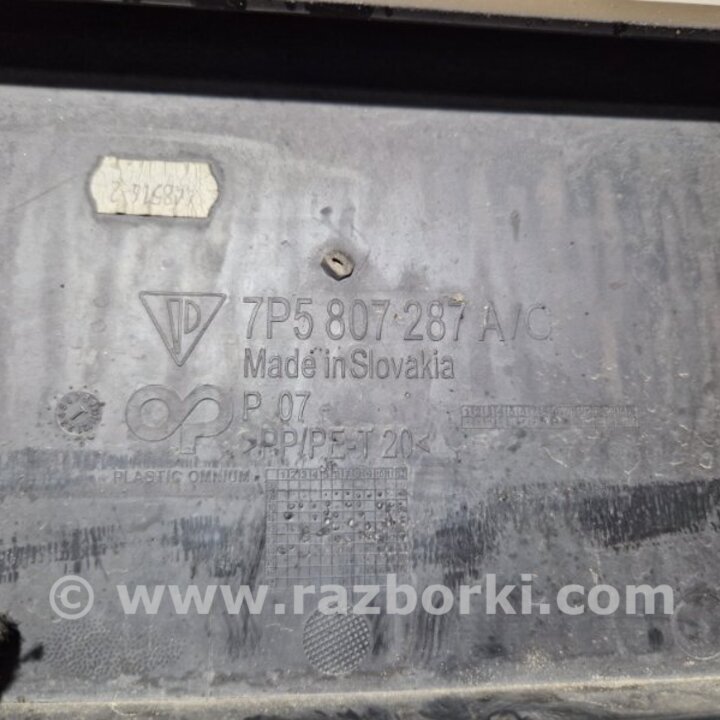 7P5 807 287 A/C
Made in Slovakia
P 07
>PP/PE-T 20<
PLASTIC OMNIUM
© www.razborki.com